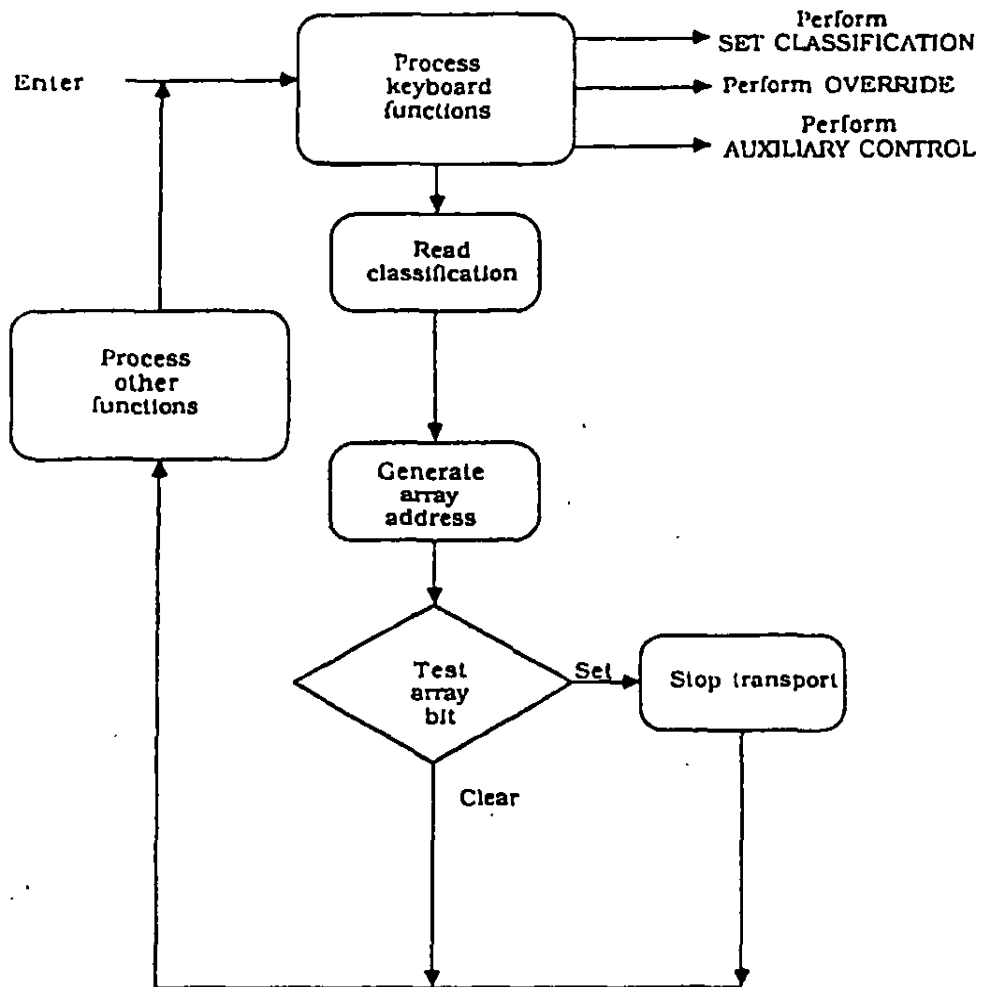 Perform
SET CLASSIFICATION
Enter
Process
keyboard
functions
Perform OVERRIDE
Perform
AUXILIARY CONTROL
Read
classification
Process
other
functions
Generate
array
address
Test
array
bit
Set
Stop transport
Clear